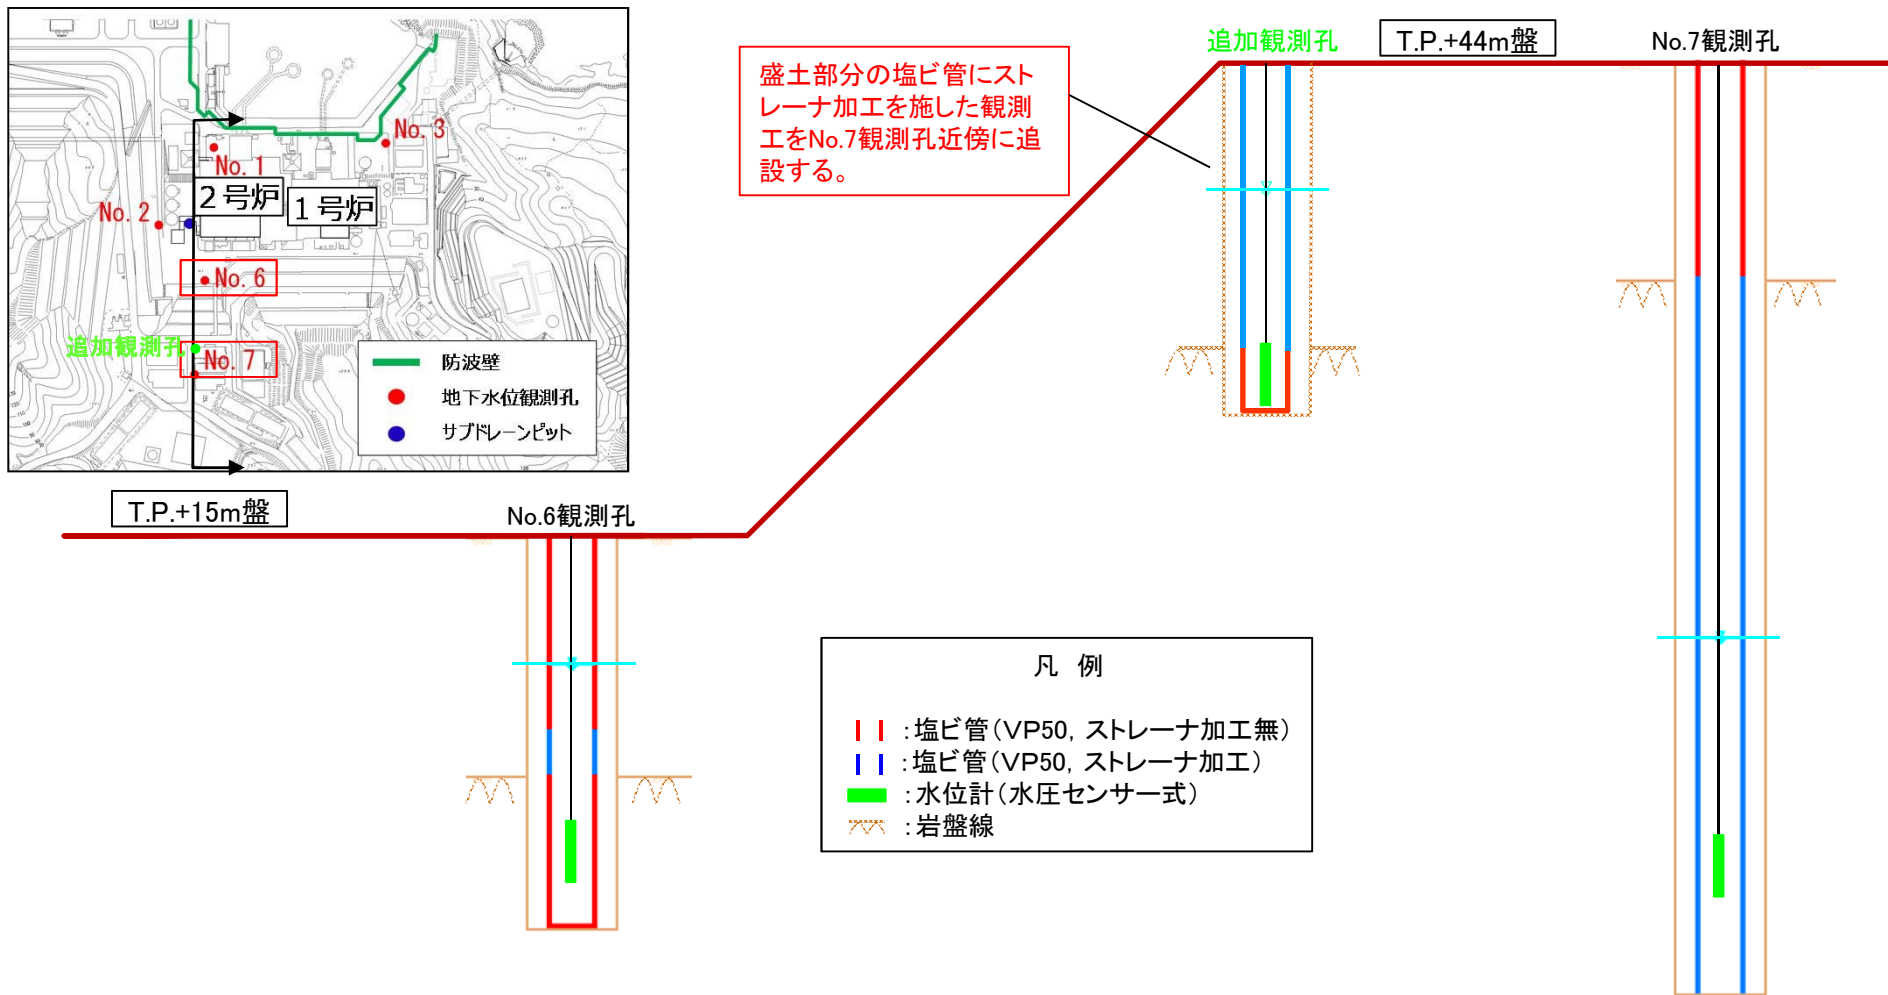 No. 3
No. 1
2号炉
1号炉
No. 2
No. 6
追加観測孔
No. 7
防波壁
地下水位観測孔
サブドレーンピット
盛土部分の塩ビ管にスト
レーナ加工を施した観測
工をNo.7観測孔近傍に追
設する。
追加観測孔
T.P.+44m盤
No.7観測孔
T.P.+15m盤
No.6観測孔
凡 例
:塩ビ管(VP50, ストレーナ加工無)
:塩ビ管(VP50, ストレーナ加工)
:水位計(水圧センサー式)
:岩盤線